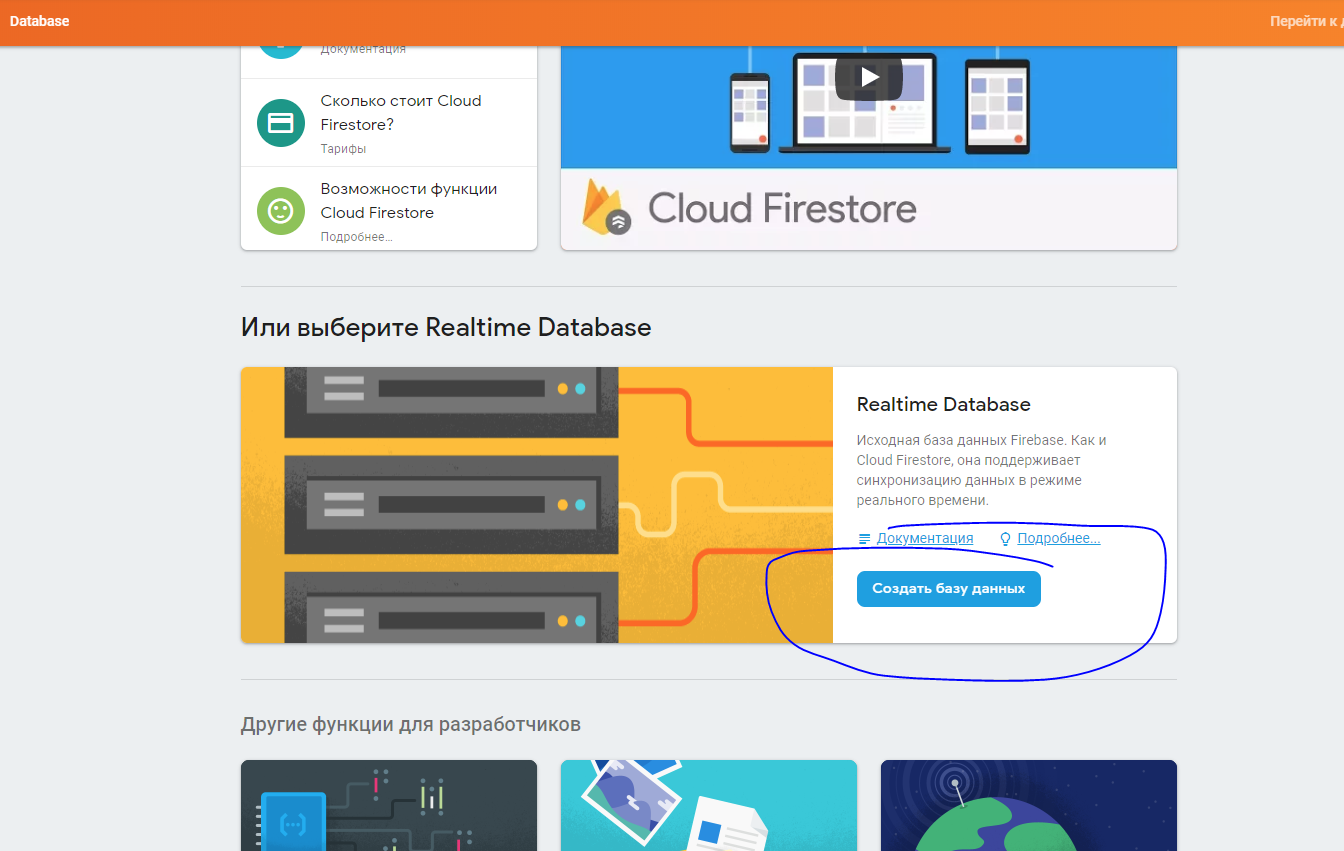 Database
Перейти к д
Документация
Сколько стоит Cloud
Firestore?
Тарифы
Возможности функции
Cloud Firestore
Подробнее...
Cloud Firestore
Или выберите Realtime Database
Realtime Database
Исходная база данных Firebase. Как и
Cloud Firestore, она поддерживает
синхронизацию данных в режиме
реального времени.
Документация Подробнее...
Создать базу данных
Другие функции для разработчиков